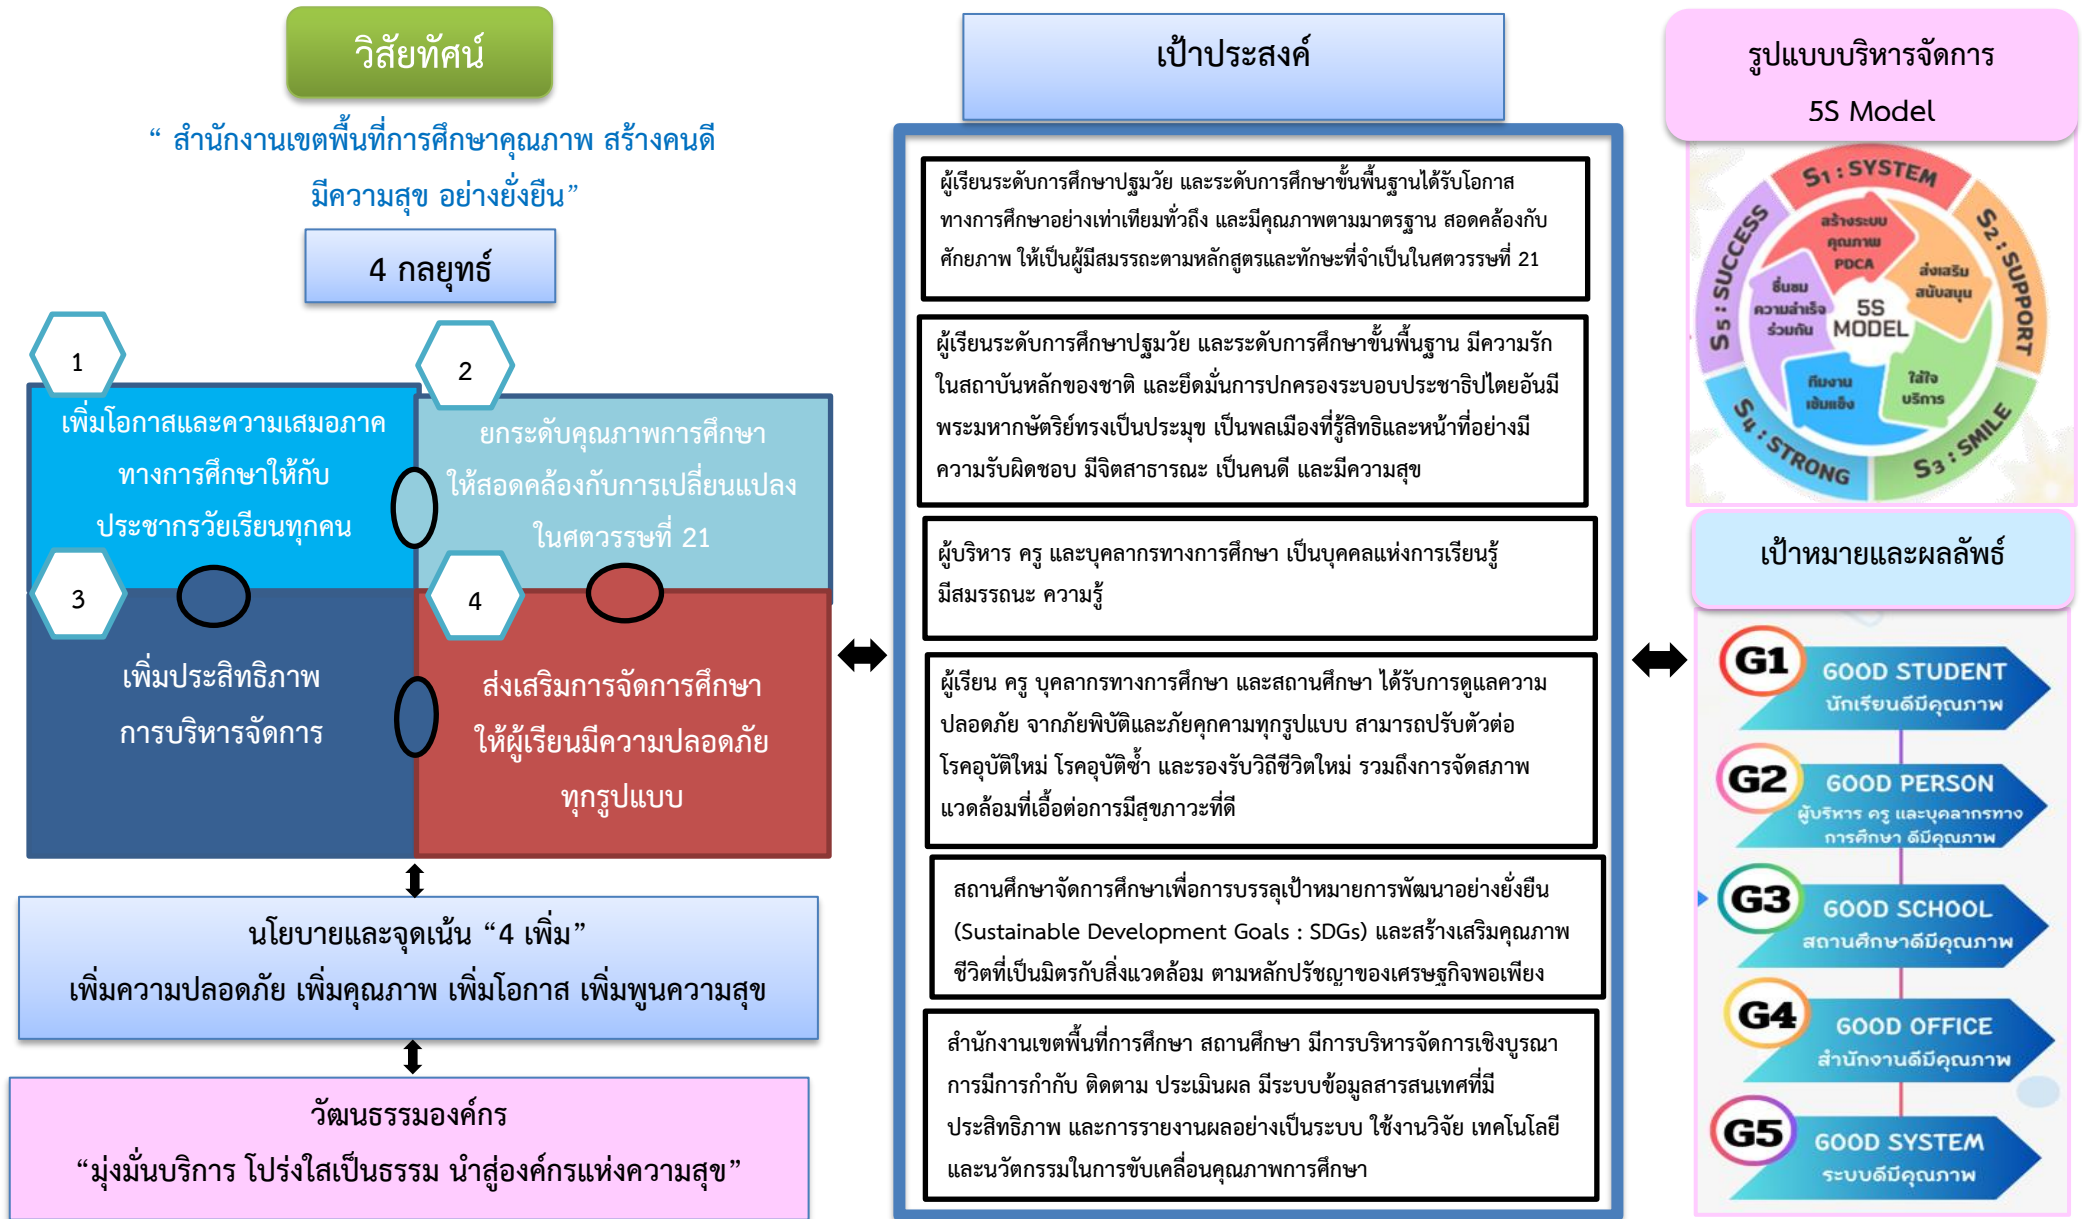 วิสัยทัศน์
“ สำนักงานเขตพื้นที่การศึกษาคุณภาพ สร้างคนดี
มีความสุข อย่างยั่งยืน”
4 กลยุทธ์
1
เพิ่มโอกาสและความเสมอภาค
ทางการศึกษาให้กับ
ประชากรวัยเรียนทุกคน
2
ยกระดับคุณภาพการศึกษา
ให้สอดคล้องกับการเปลี่ยนแปลง
ในศตวรรษที่ 21
3
เพิ่มประสิทธิภาพ
การบริหารจัดการ
4
ส่งเสริมการจัดการศึกษา
ให้ผู้เรียนมีความปลอดภัย
ทุกรูปแบบ
นโยบายและจุดเน้น “4 เพิ่ม”
เพิ่มความปลอดภัย เพิ่มคุณภาพ เพิ่มโอกาส เพิ่มพูนความสุข
วัฒนธรรมองค์กร
“มุ่งมั่นบริการ โปร่งใสเป็นธรรม นำสู่องค์กรแห่งความสุข”
เป้าประสงค์
ผู้เรียนระดับการศึกษาปฐมวัย และระดับการศึกษาขั้นพื้นฐานได้รับโอกาส
ทางการศึกษาอย่างเท่าเทียมทั่วถึง และมีคุณภาพตามมาตรฐาน สอดคล้องกับ
ศักยภาพ ให้เป็นผู้มีสมรรถะตามหลักสูตรและทักษะที่จำเป็นในศตวรรษที่ 21
ผู้เรียนระดับการศึกษาปฐมวัย และระดับการศึกษาขั้นพื้นฐาน มีความรัก
ในสถาบันหลักของชาติ และยึดมั่นการปกครองระบอบประชาธิปไตยอันมี
พระมหากษัตริย์ทรงเป็นประมุข เป็นพลเมืองที่รู้สิทธิและหน้าที่อย่างมี
ความรับผิดชอบ มีจิตสาธารณะ เป็นคนดี และมีความสุข
ผู้บริหาร ครู และบุคลากรทางการศึกษา เป็นบุคคลแห่งการเรียนรู้
มีสมรรถนะ ความรู้
ผู้เรียน ครู บุคลากรทางการศึกษา และสถานศึกษา ได้รับการดูแลความ
ปลอดภัย จากภัยพิบัติและภัยคุกคามทุกรูปแบบ สามารถปรับตัวต่อ
โรคอุบัติใหม่ โรคอุบัติซ้ำ และรองรับวิถีชีวิตใหม่ รวมถึงการจัดสภาพ
แวดล้อมที่เอื้อต่อการมีสุขภาวะที่ดี
สถานศึกษาจัดการศึกษาเพื่อการบรรลุเป้าหมายการพัฒนาอย่างยั่งยืน
(Sustainable Development Goals : SDGs) และสร้างเสริมคุณภาพ
ชีวิตที่เป็นมิตรกับสิ่งแวดล้อม ตามหลักปรัชญาของเศรษฐกิจพอเพียง
สำนักงานเขตพื้นที่การศึกษา สถานศึกษา มีการบริหารจัดการเชิงบูรณา
การมีการกำกับ ติดตาม ประเมินผล มีระบบข้อมูลสารสนเทศที่มี
ประสิทธิภาพ และการรายงานผลอย่างเป็นระบบ ใช้งานวิจัย เทคโนโลยี
และนวัตกรรมในการขับเคลื่อนคุณภาพการศึกษา
รูปแบบบริหารจัดการ
5S Model
S1 : SYSTEM
S2 : SUPPORT
S3 : SMILE
S4 : STRONG
S5 : SUCCESS
สร้างระบบ
คุณภาพ
PDCA
ส่งเสริม
สนับสนุน
ใส่ใจ
บริการ
ทีมงาน
เข้มแข็ง
ชื่นชม
ความสำเร็จ
ร่วมกัน
5S
MODEL
เป้าหมายและผลลัพธ์
G1
GOOD STUDENT
นักเรียนดีมีคุณภาพ
G2
GOOD PERSON
ผู้บริหาร ครู และบุคลากรทาง
การศึกษา ดีมีคุณภาพ
G3
GOOD SCHOOL
สถานศึกษาดีมีคุณภาพ
G4
GOOD OFFICE
สำนักงานดีมีคุณภาพ
G5
GOOD SYSTEM
ระบบดีมีคุณภาพ